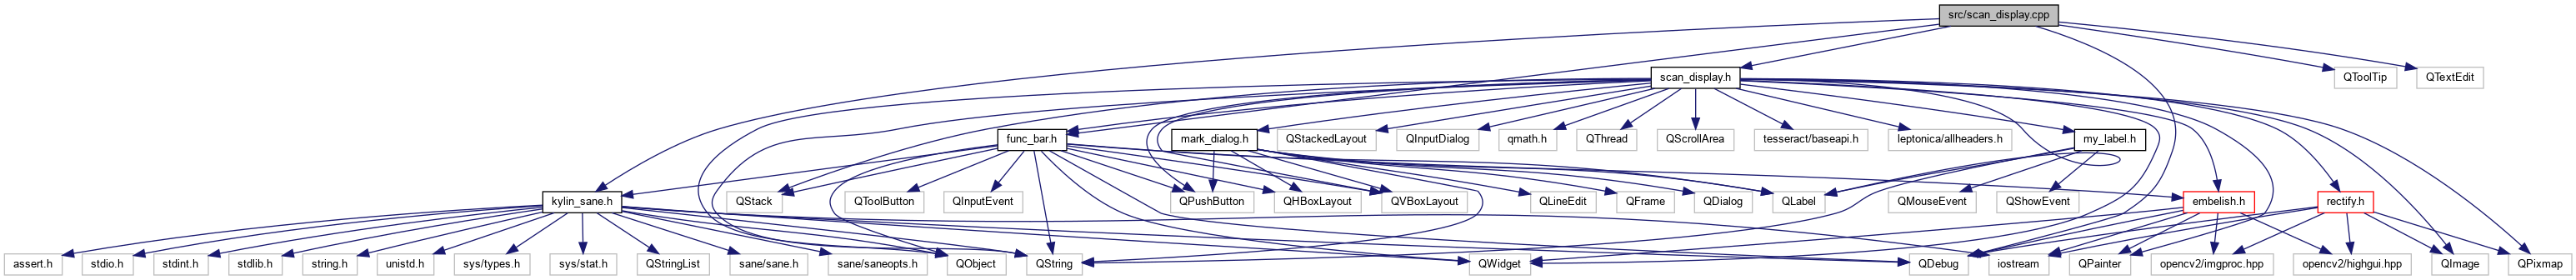 src/scan_display.cpp
scan_display.h
QToolTip
QTextEdit
func_bar.h
mark_dialog.h
QStackedLayout
QInputDialog
qmath.h
QThread
QScrollArea
tesseract/baseapi.h
leptonica/allheaders.h
my_label.h
kylin_sane.h
QStack
QToolButton
QInputEvent
QPushButton
QHBoxLayout
QVBoxLayout
QLineEdit
QFrame
QDialog
QLabel
QMouseEvent
QShowEvent
embelish.h
rectify.h
assert.h
stdio.h
stdint.h
stdlib.h
string.h
unistd.h
sys/types.h
sys/stat.h
QStringList
sane/sane.h
sane/saneopts.h
QObject
QString
QString
QWidget
QDebug
iostream
QPainter
opencv2/imgproc.hpp
opencv2/highgui.hpp
QImage
QPixmap